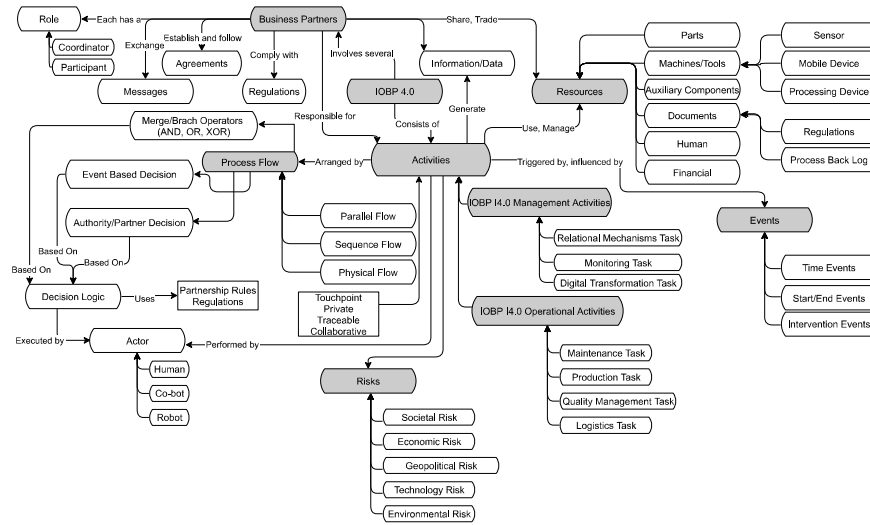 Role
Each has a
Business Partners
Share, Trade
Coordinator
Participant
Exchange
Establish and follow
Agreements
Comply with
Involves several
Information/Data
Messages
Regulations
IOBP 4.0
Resources
Parts
Machines/Tools
Auxiliary Components
Documents
Human
Financial
Sensor
Mobile Device
Processing Device
Regulations
Process Back Log
Merge/Brach Operators
(AND, OR, XOR)
Responsible for
Consists of
Generate
Use, Manage
Process Flow
Arranged by
Activities
Triggered by, influenced by
Event Based Decision
Authority/Partner Decision
Parallel Flow
Sequence Flow
Physical Flow
IOBP I4.0 Management Activities
Relational Mechanisms Task
Monitoring Task
Digital Transformation Task
Events
Time Events
Start/End Events
Intervention Events
Based On
Based On
Based On
Decision Logic
Uses
Partnership Rules
Regulations
Touchpoint
Private
Traceable
Collaborative
IOBP I4.0 Operational Activities
Maintenance Task
Production Task
Quality Management Task
Logistics Task
Executed by
Actor
Performed by
Human
Co-bot
Robot
Risks
Societal Risk
Economic Risk
Geopolitical Risk
Technology Risk
Environmental Risk